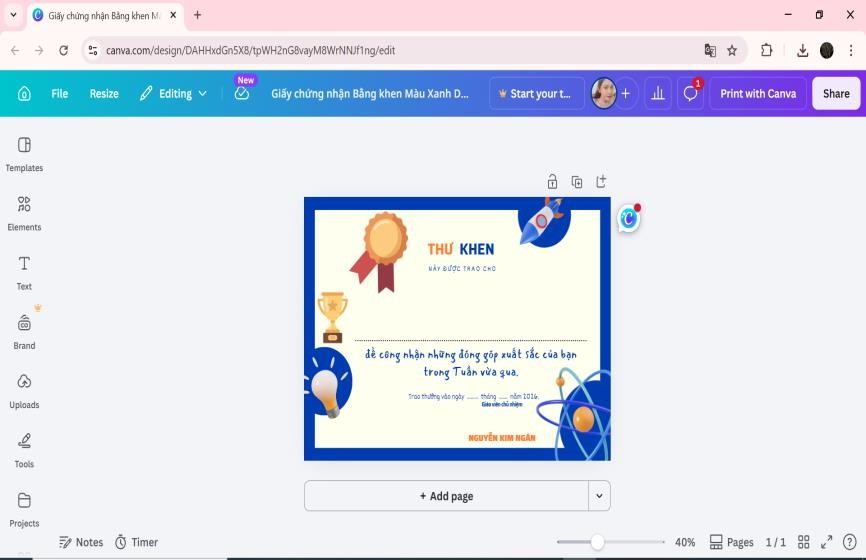 Giấy chứng nhận Bằng khen M
canva.com/design/DAHHxdGn5X8/tpWH2nG8vayM8WrNNJf1ng/edit
File
Resize
Editing
New
Giấy chứng nhận Bằng khen Màu Xanh D...
Start your t...
1
Print with Canva
Share
Templates
Elements
Text
Brand
Uploads
Tools
Projects
THƯ KHEN
NÀY ĐƯỢC TRAO CHO
để công nhận những đóng góp xuất sắc của bạn
trong Tuần vừa qua.
Trao thưởng vào ngày ....... tháng ...... năm 2026.
Giáo viên chủ nhiệm
NGUYỄN KIM NGÂN
+ Add page
Notes
Timer
40%
Pages
1 / 1